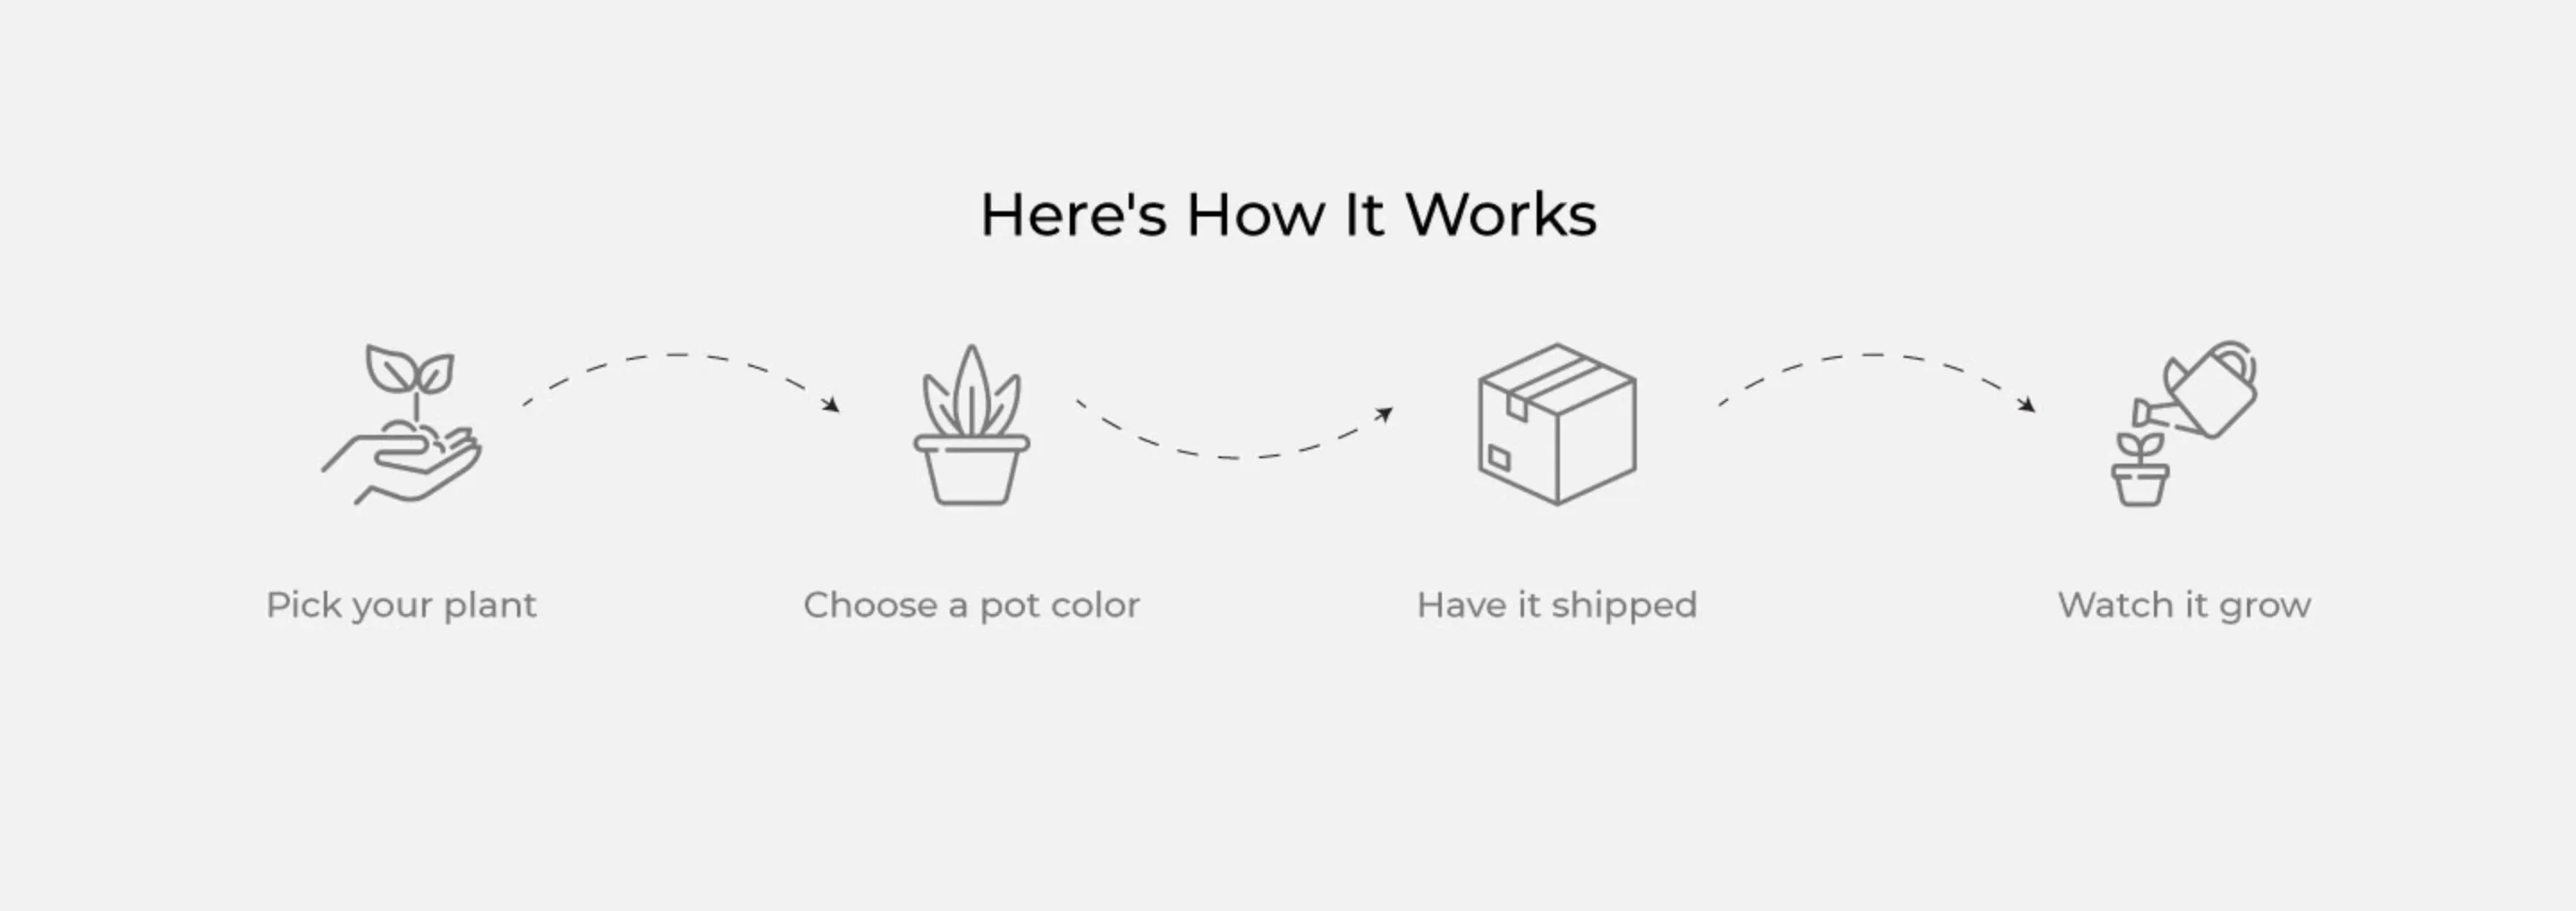 Here's How It Works
Pick your plant
Choose a pot color
Have it shipped
Watch it grow